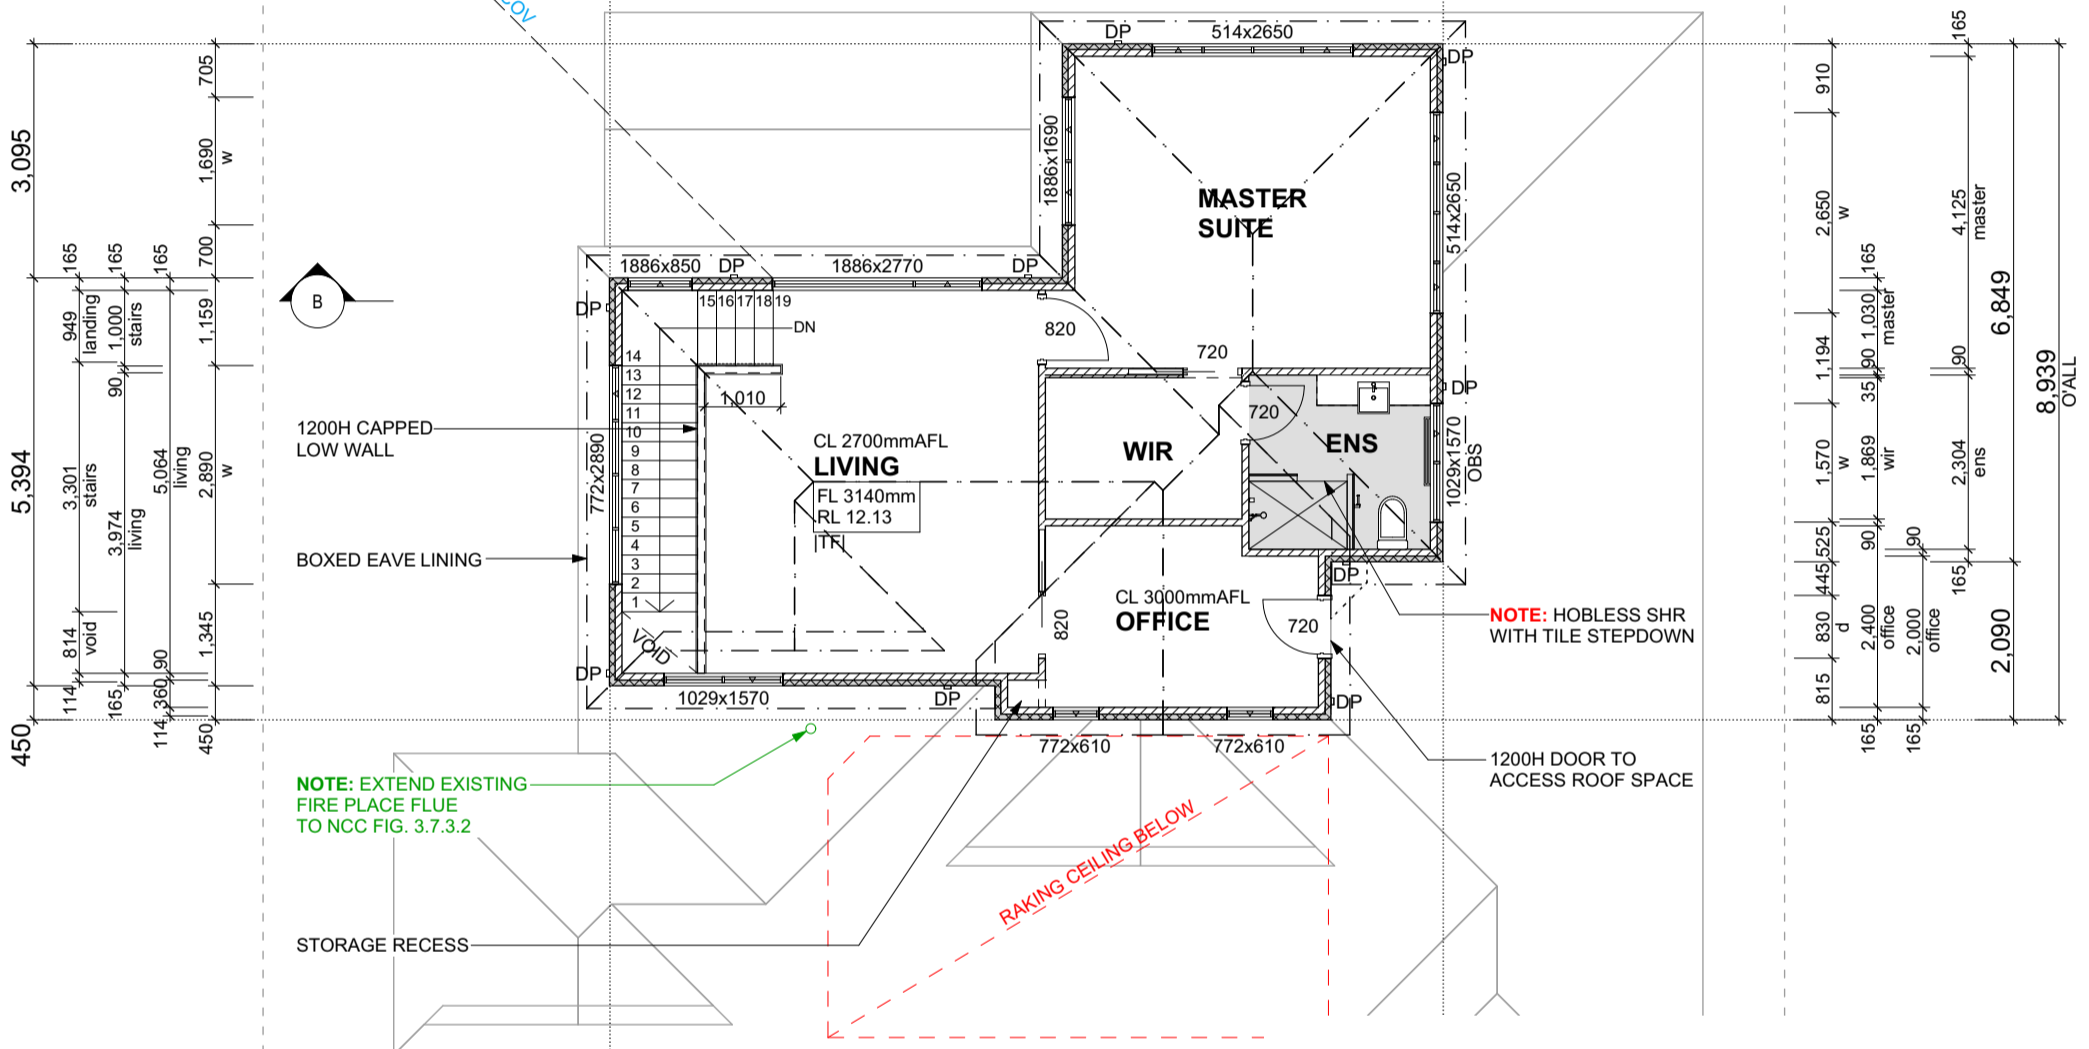 COV
DP
514x2650
DP
165
705
910
3,095
1,690
w
1886x1690
MASTER
SUITE
514x2650
2,650
w
4,125
master
165
165
165
700
1886x850
DP
1886x2770
DP
165
6,849
B
DP
949
landing
1,000
stairs
1,159
15
16
17
18
19
DN
820
720
1,194
1,030
master
90
8,939
O'ALL
14
13
12
11
10
9
8
7
6
5
4
3
2
1
90
1,010
720
DP
90
35
1200H CAPPED
LOW WALL
CL 2700mmAFL
LIVING
FL 3140mm
RL 12.13
TF
WIR
ENS
1029x1570
OBS
1,570
w
1,869
wir
2,304
ens
5,394
3,301
stairs
3,974
living
5,064
living
2,890
w
772x2890
BOXED EAVE LINING
525
90
90
445
165
DP
CL 3000mmAFL
OFFICE
820
720
NOTE: HOBLESS SHR
WITH TILE STEPDOWN
830
d
2,400
office
2,000
office
2,090
814
void
VOID
1,345
90
360
114
165
114
450
450
DP
1029x1570
DP
DP
815
165
165
772x610
772x610
1200H DOOR TO
ACCESS ROOF SPACE
NOTE: EXTEND EXISTING
FIRE PLACE FLUE
TO NCC FIG. 3.7.3.2
RAKING CEILING BELOW
STORAGE RECESS